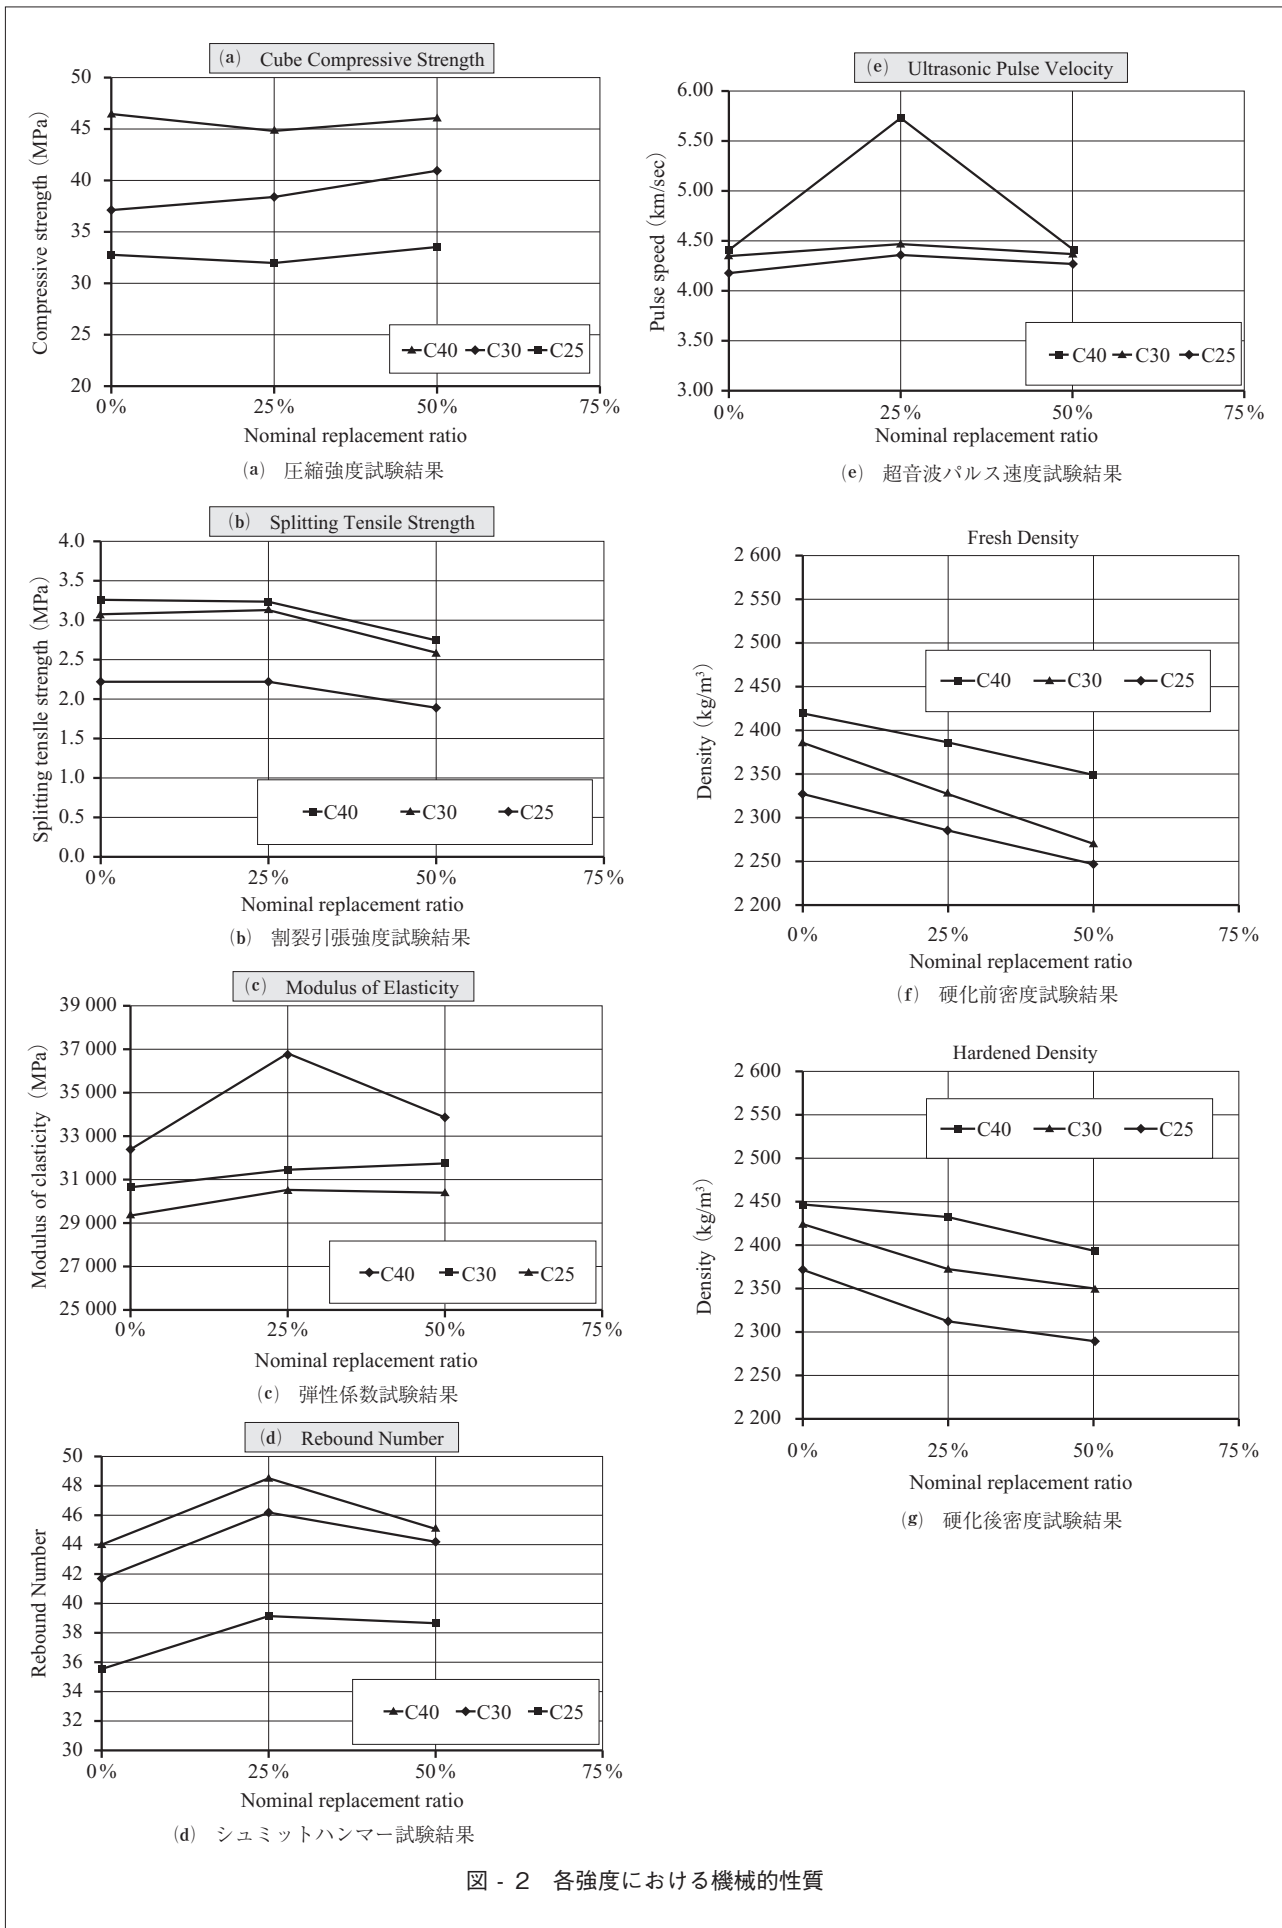 (a) Cube Compressive Strength
Compressive strength (MPa)
50
45
40
35
30
25
20
C40 C30 C25
0% 25% 50% 75%
Nominal replacement ratio
(a) 圧縮強度試験結果
(b) Splitting Tensile Strength
Splitting tenslle strength (MPa)
4.0
3.5
3.0
2.5
2.0
1.5
1.0
0.5
0.0
C40 C30 C25
0% 25% 50% 75%
Nominal replacement ratio
(b) 割裂引張強度試験結果
(c) Modulus of Elasticity
Modulus of clasticity (MPa)
39 000
37 000
35 000
33 000
31 000
29 000
27 000
25 000
C40 C30 C25
0% 25% 50% 75%
Nominal replacement ratio
(c) 弾性係数試験結果
(d) Rebound Number
Rebound Number
50
48
46
44
42
40
38
36
34
32
30
C40 C30 C25
0% 25% 50% 75%
Nominal replacement ratio
(d) シュミットハンマー試験結果
(e) Ultrasonic Pulse Velocity
Pulse speed (km/sec)
6.00
5.50
5.00
4.50
4.00
3.50
3.00
C40 C30 C25
0% 25% 50% 75%
Nominal replacement ratio
(e) 超音波パルス速度試験結果
Fresh Density
Density (kg/m³)
2 600
2 550
2 500
2 450
2 400
2 350
2 300
2 250
2 200
C40 C30 C25
0% 25% 50% 75%
Nominal replacement ratio
(f) 硬化前密度試験結果
Hardened Density
Density (kg/m³)
2 600
2 550
2 500
2 450
2 400
2 350
2 300
2 250
2 200
C40 C30 C25
0% 25% 50% 75%
Nominal replacement ratio
(g) 硬化後密度試験結果
図 - 2 各強度における機械的性質